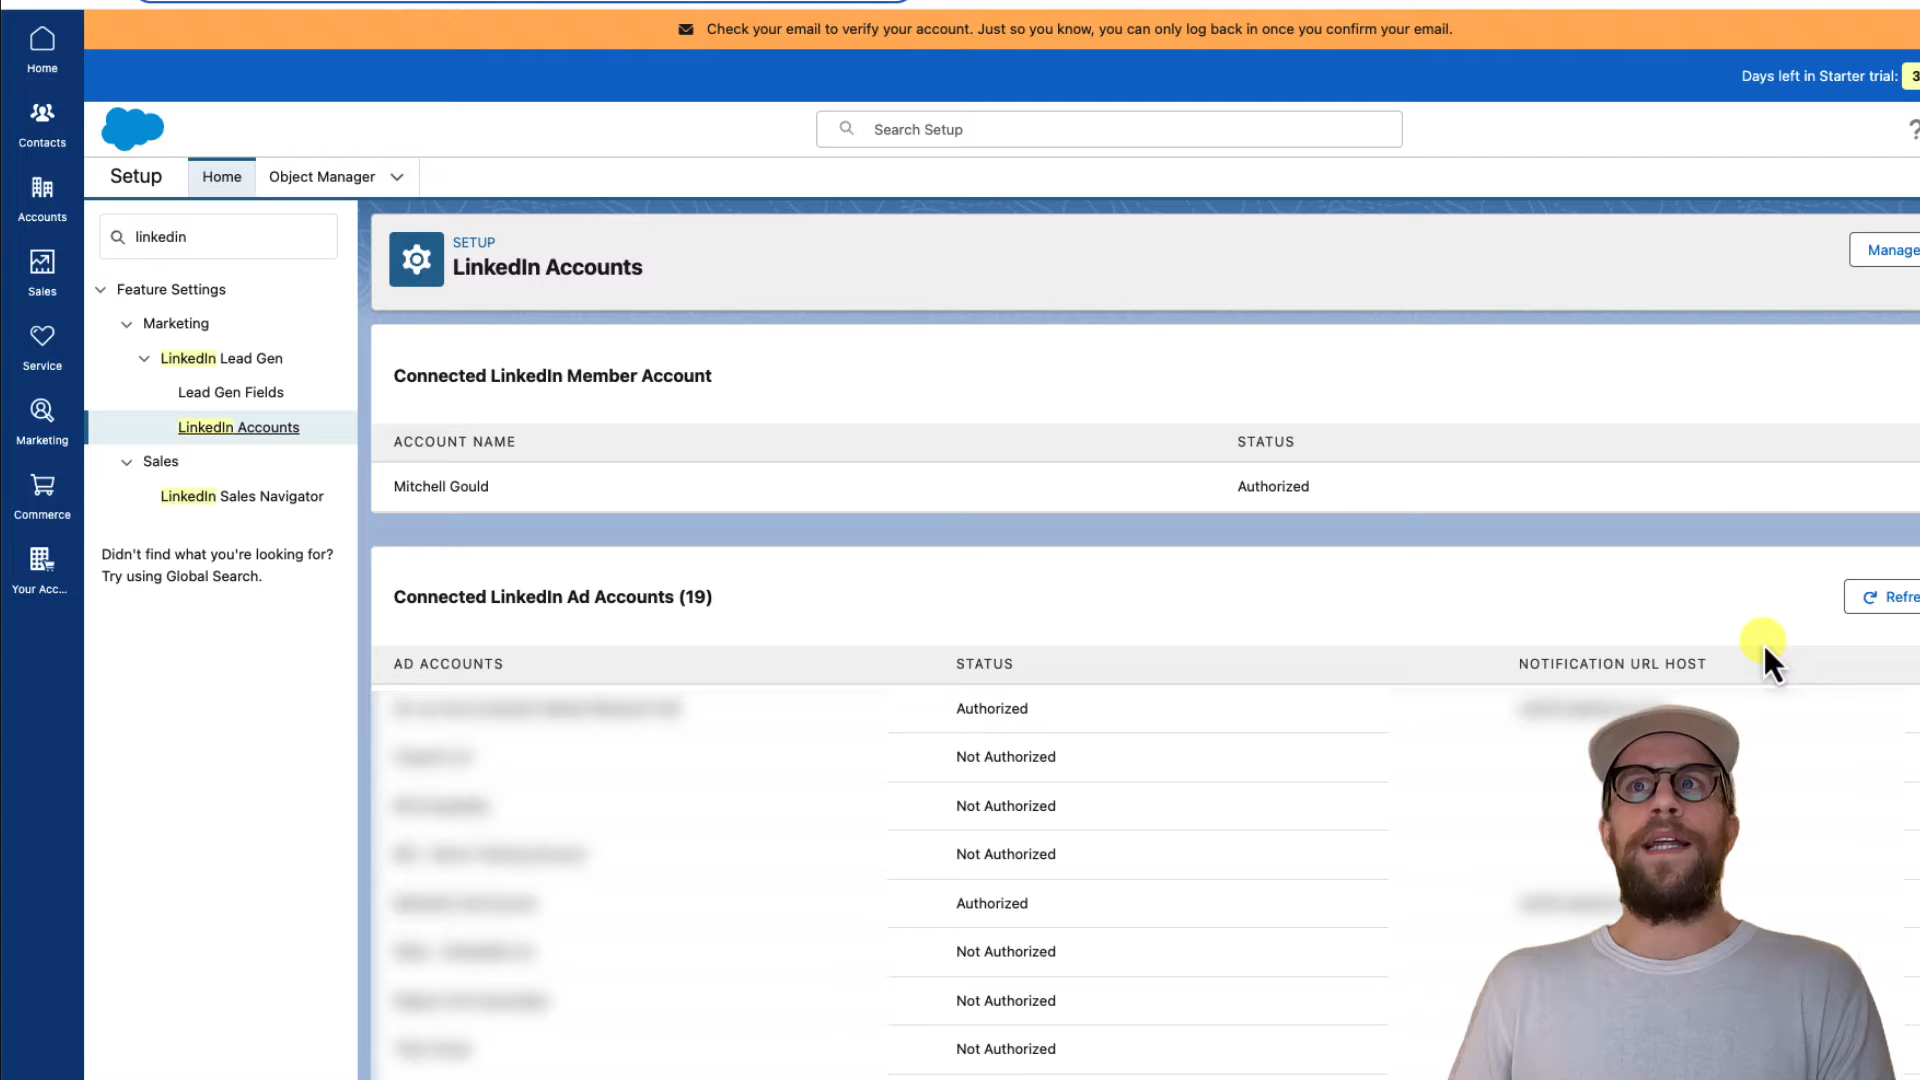 Check your email to verify your account. Just so you know, you can only log back in once you confirm your email.
Days left in Starter trial: 3
Home
Contacts
Accounts
Sales
Service
Marketing
Commerce
Your Acc...
Search Setup
?
Setup
Home
Object Manager
linkedin
Feature Settings
Marketing
LinkedIn Lead Gen
Lead Gen Fields
LinkedIn Accounts
Sales
LinkedIn Sales Navigator
Didn't find what you're looking for?
Try using Global Search.
SETUP
LinkedIn Accounts
Manage
Connected LinkedIn Member Account
ACCOUNT NAME STATUS
Mitchell Gould Authorized
Connected LinkedIn Ad Accounts (19)
Refre
AD ACCOUNTS STATUS NOTIFICATION URL HOST
Authorized
Not Authorized
Not Authorized
Not Authorized
Authorized
Not Authorized
Not Authorized
Not Authorized